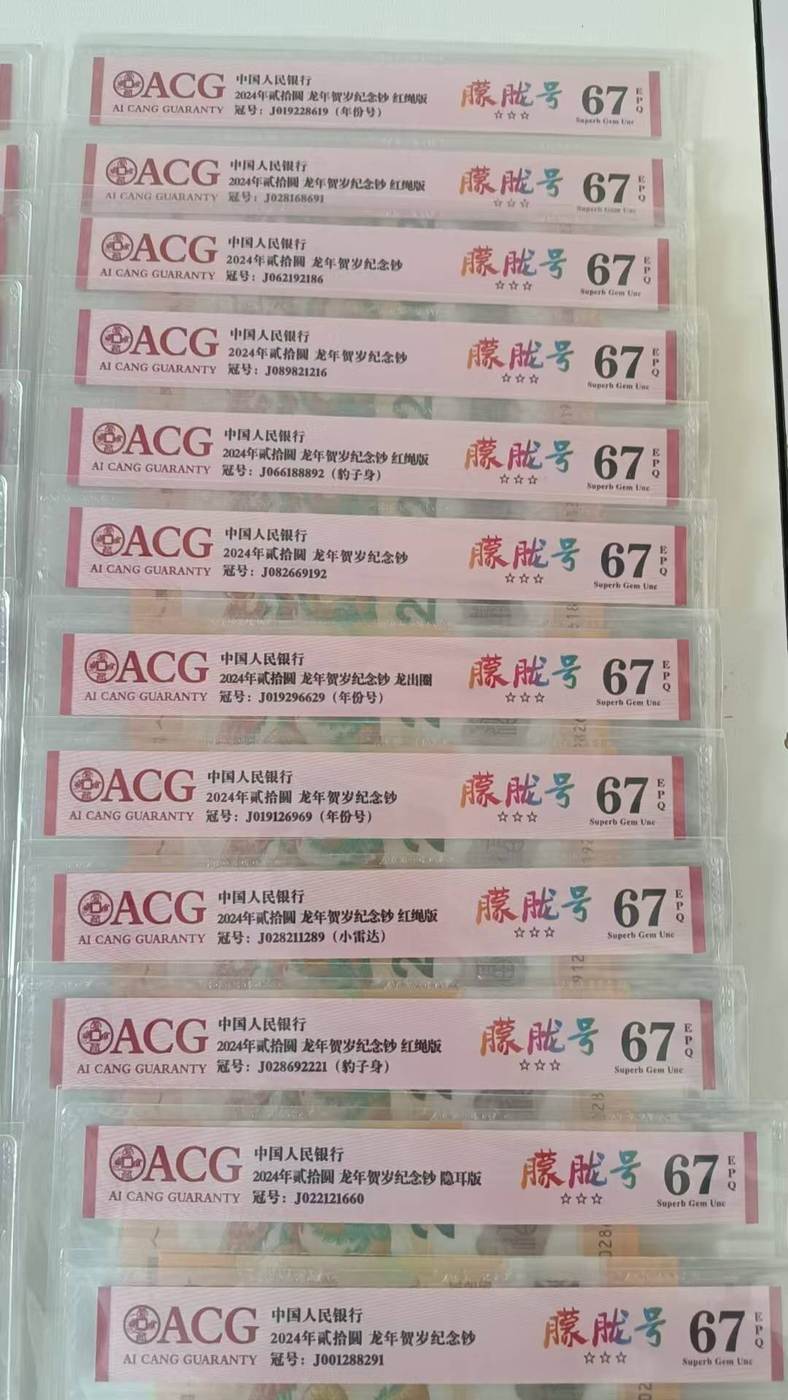 ACG
AI CANG GUARANTY
中国人民银行
2024年贰拾圆 龙年贺岁纪念钞 红绳版
冠号：J019228619（年份号）
朦胧号
☆☆☆
67
EPQ
Superb Gem Unc
ACG
AI CANG GUARANTY
中国人民银行
2024年贰拾圆 龙年贺岁纪念钞 红绳版
冠号：J028168691
朦胧号
☆☆☆
67
EPQ
Superb Gem Unc
ACG
AI CANG GUARANTY
中国人民银行
2024年贰拾圆 龙年贺岁纪念钞
冠号：J062192186
朦胧号
☆☆☆
67
EPQ
Superb Gem Unc
ACG
AI CANG GUARANTY
中国人民银行
2024年贰拾圆 龙年贺岁纪念钞
冠号：J089821216
朦胧号
☆☆☆
67
EPQ
Superb Gem Unc
ACG
AI CANG GUARANTY
中国人民银行
2024年贰拾圆 龙年贺岁纪念钞 红绳版
冠号：J066188892（豹子身）
朦胧号
☆☆☆
67
EPQ
Superb Gem Unc
ACG
AI CANG GUARANTY
中国人民银行
2024年贰拾圆 龙年贺岁纪念钞
冠号：J082669192
朦胧号
☆☆☆
67
EPQ
Superb Gem Unc
ACG
AI CANG GUARANTY
中国人民银行
2024年贰拾圆 龙年贺岁纪念钞 龙出圈
冠号：J019296629（年份号）
朦胧号
☆☆☆
67
EPQ
Superb Gem Unc
ACG
AI CANG GUARANTY
中国人民银行
2024年贰拾圆 龙年贺岁纪念钞
冠号：J019126969（年份号）
朦胧号
☆☆☆
67
EPQ
Superb Gem Unc
ACG
AI CANG GUARANTY
中国人民银行
2024年贰拾圆 龙年贺岁纪念钞 红绳版
冠号：J028211289（小雷达）
朦胧号
☆☆☆
67
EPQ
Superb Gem Unc
ACG
AI CANG GUARANTY
中国人民银行
2024年贰拾圆 龙年贺岁纪念钞 红绳版
冠号：J028692221（豹子身）
朦胧号
☆☆☆
67
EPQ
Superb Gem Unc
ACG
AI CANG GUARANTY
中国人民银行
2024年贰拾圆 龙年贺岁纪念钞 隐耳版
冠号：J022121660
朦胧号
☆☆☆
67
EPQ
Superb Gem Unc
ACG
AI CANG GUARANTY
中国人民银行
2024年贰拾圆 龙年贺岁纪念钞
冠号：J001288291
朦胧号
☆☆☆
67
EPQ
Superb Gem Unc